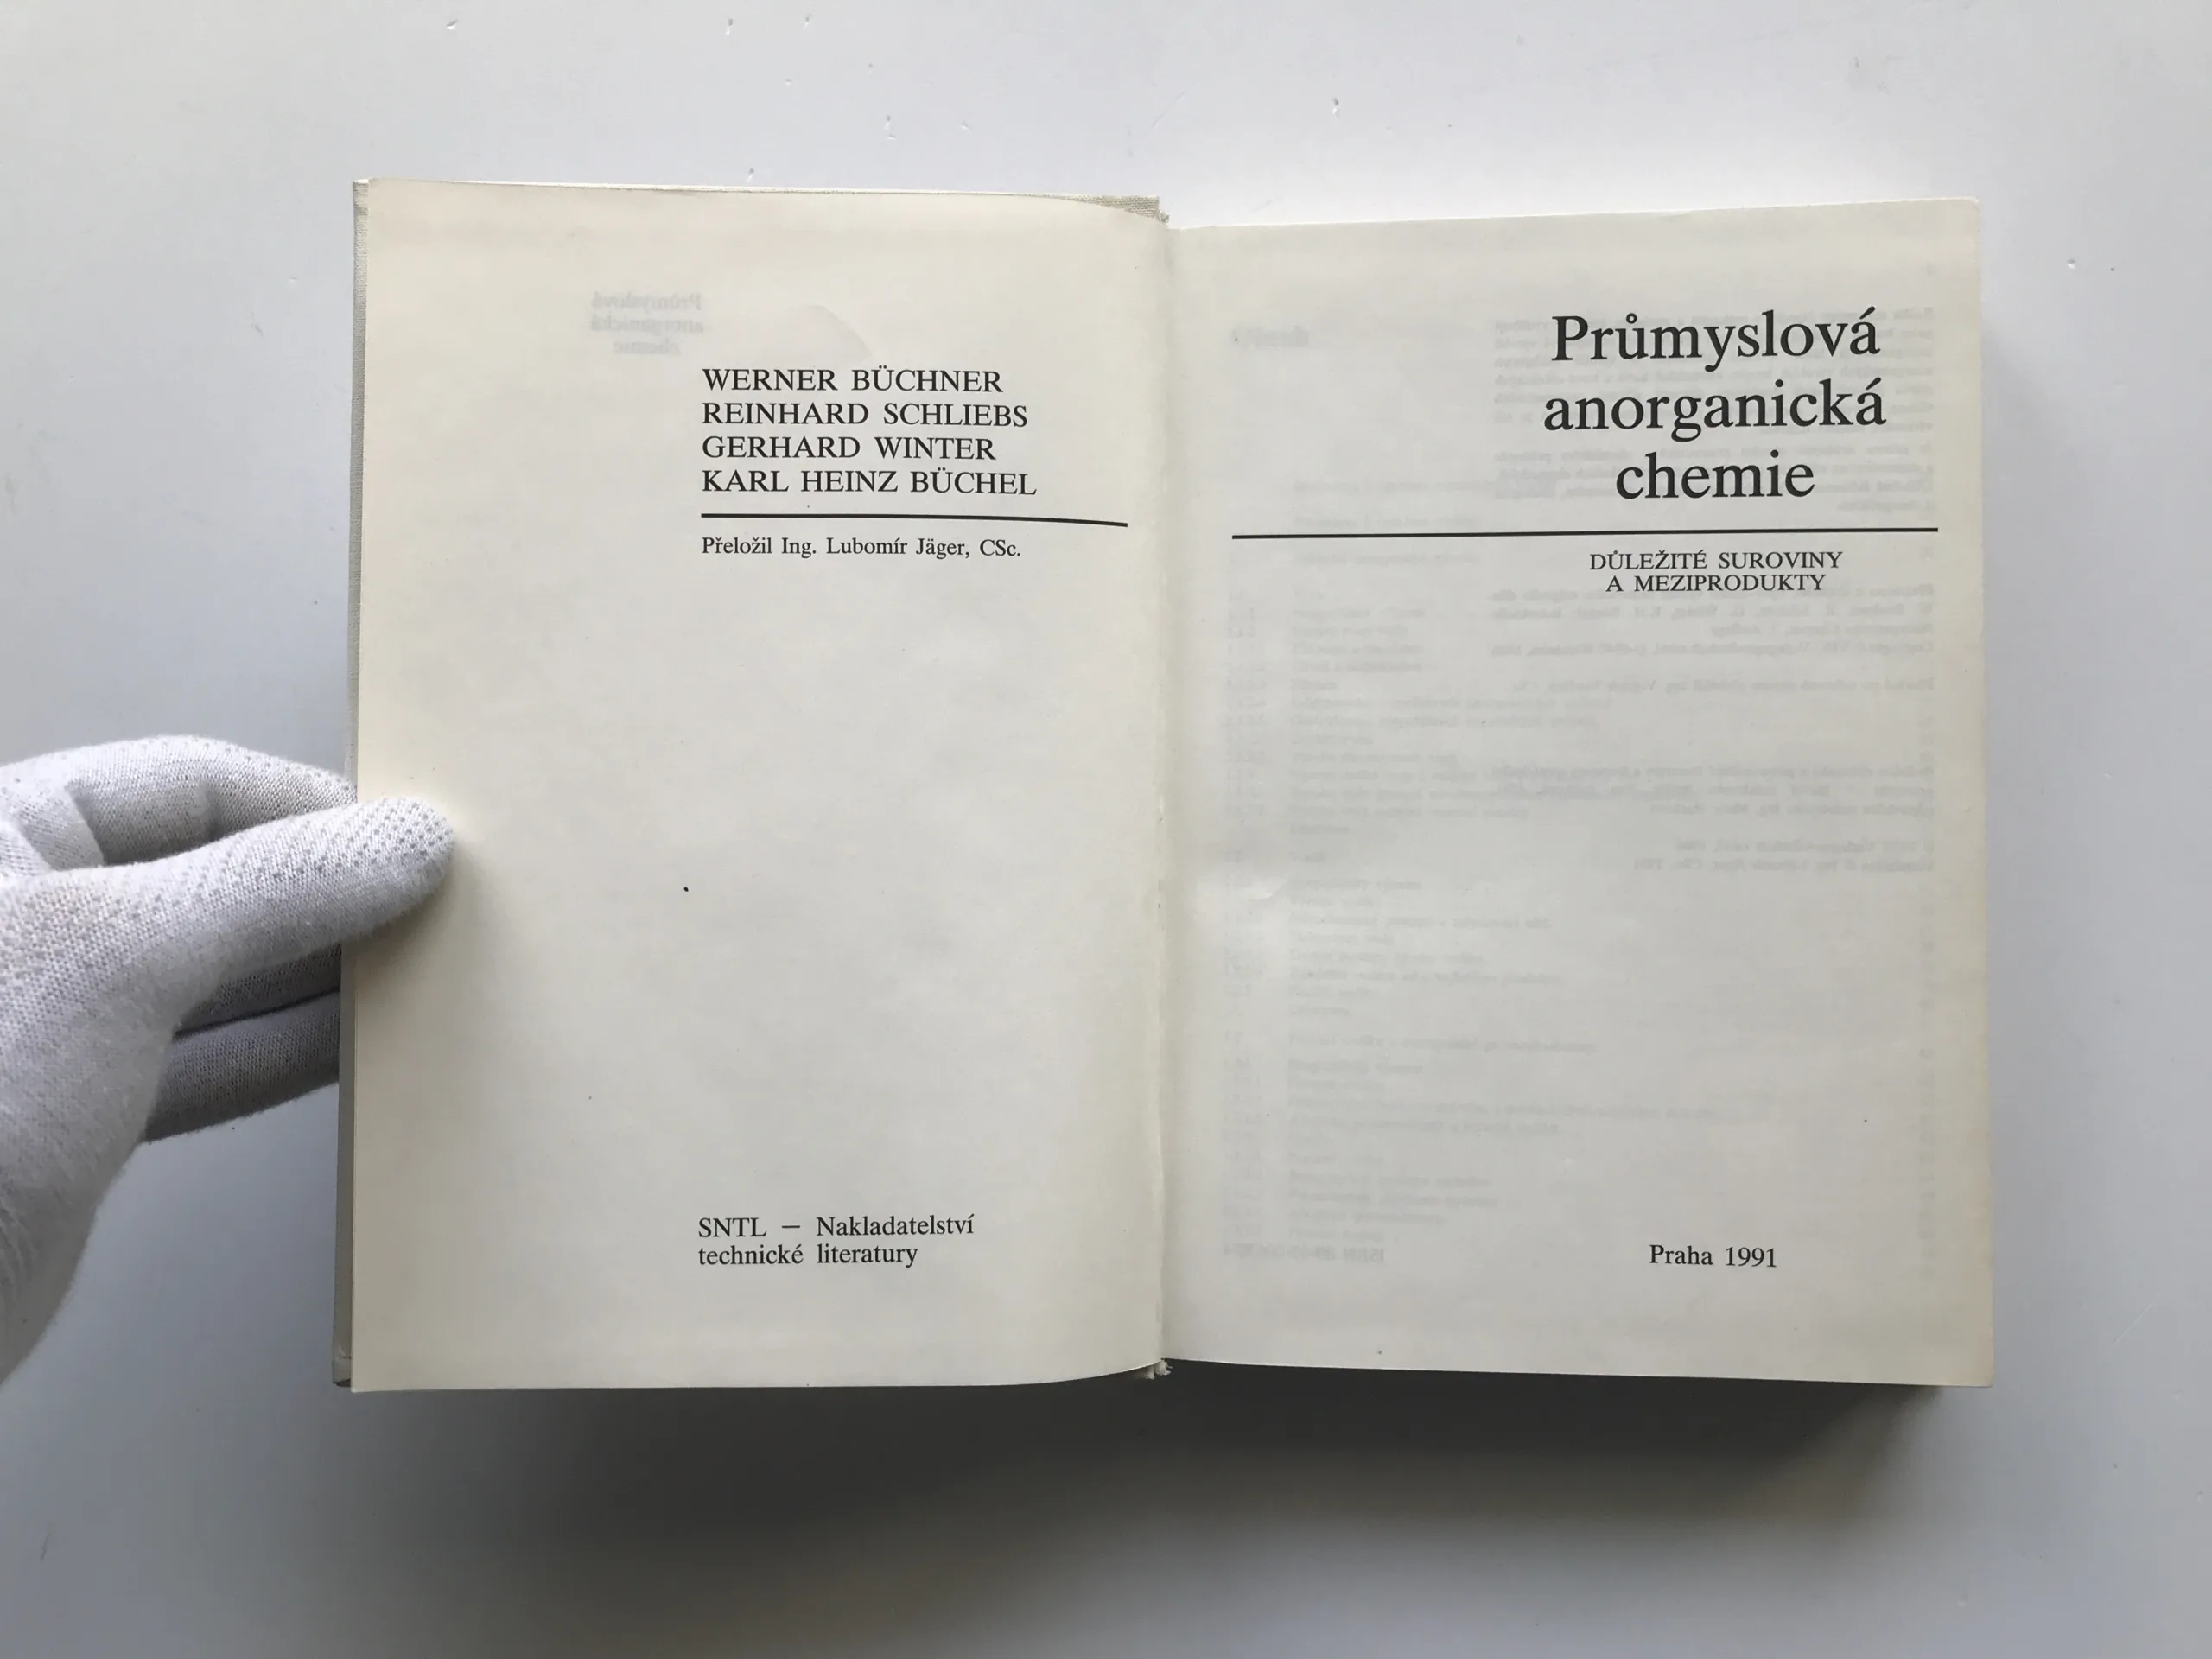 WERNER BÜCHNER
REINHARD SCHLIEBS
GERHARD WINTER
KARL HEINZ BÜCHEL
Přeložil Ing. Lubomír Jäger, CSc.
SNTL — Nakladatelství
technické literatury
Průmyslová
anorganická
chemie
DŮLEŽITÉ SUROVINY
A MEZIPRODUKTY
Praha 1991